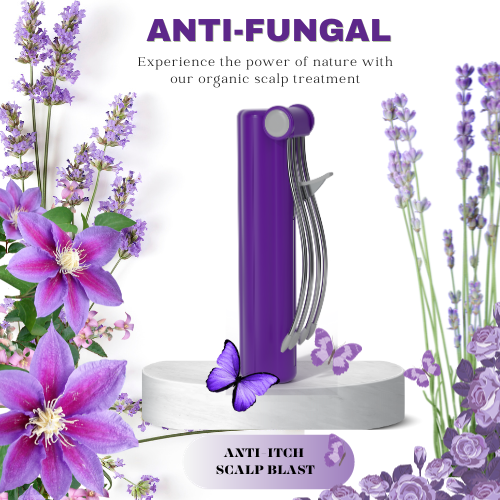 ANTI-FUNGAL
Experience the power of nature with
our organic scalp treatment
ANTI-ITCH
SCALP BLAST